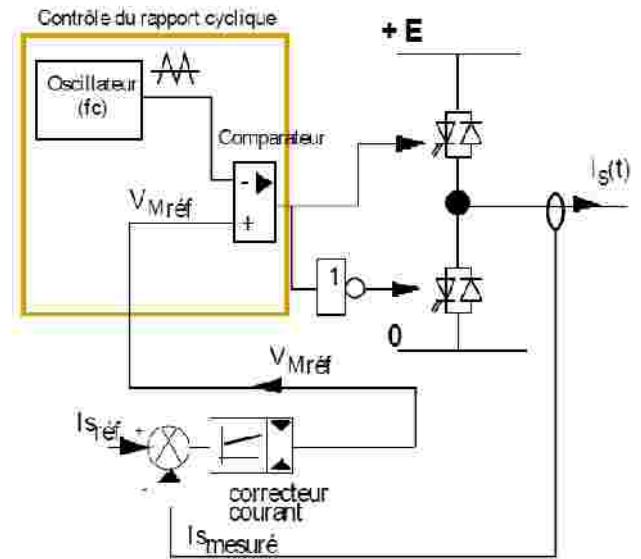 Contrôle du rapport cyclique
+ E
Oscillateur
(fc)
Comparateur
Is(t)
-
VMréf
+
1
0
VMréf
Isréf
+
-
correcteur
courant
Ismesuré